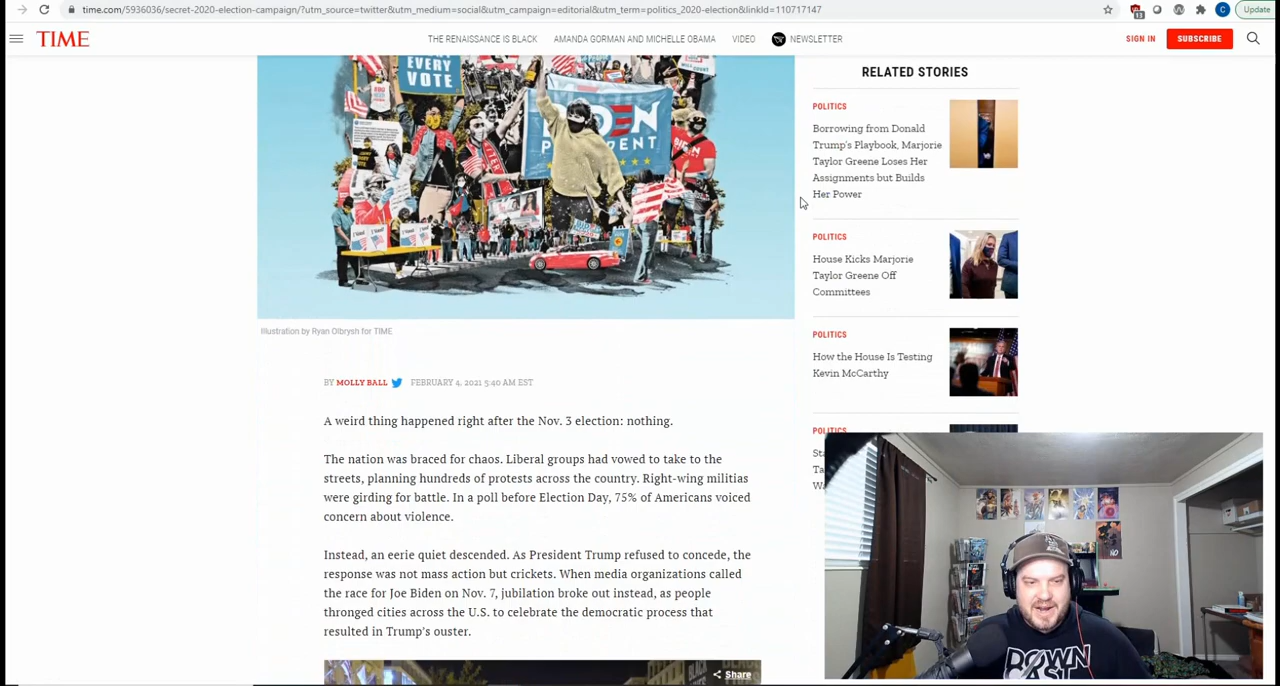 time.com/5936036/secret-2020-election-campaign/?utm_source=twitter&utm_medium=social&utm_campaign=editorial&utm_term=politics_2020-election&linkId=110717147
13
C
Update
TIME
THE RENAISSANCE IS BLACK
AMANDA GORMAN AND MICHELLE OBAMA
VIDEO
NEWSLETTER
SIGN IN
SUBSCRIBE
EVERY
VOTE
BIDEN
PRESIDENT
Illustration by Ryan Olbrysh for TIME
BY MOLLY BALL FEBRUARY 4, 2021 5:40 AM EST
A weird thing happened right after the Nov. 3 election: nothing.
The nation was braced for chaos. Liberal groups had vowed to take to the
streets, planning hundreds of protests across the country. Right-wing militias
were girding for battle. In a poll before Election Day, 75% of Americans voiced
concern about violence.
Instead, an eerie quiet descended. As President Trump refused to concede, the
response was not mass action but crickets. When media organizations called
the race for Joe Biden on Nov. 7, jubilation broke out instead, as people
thronged cities across the U.S. to celebrate the democratic process that
resulted in Trump's ouster.
Share
RELATED STORIES
POLITICS
Borrowing from Donald
Trump's Playbook, Marjorie
Taylor Greene Loses Her
Assignments but Builds
Her Power
POLITICS
House Kicks Marjorie
Taylor Greene Off
Committees
POLITICS
How the House Is Testing
Kevin McCarthy
POLITICS
NO
DOWN
CAST